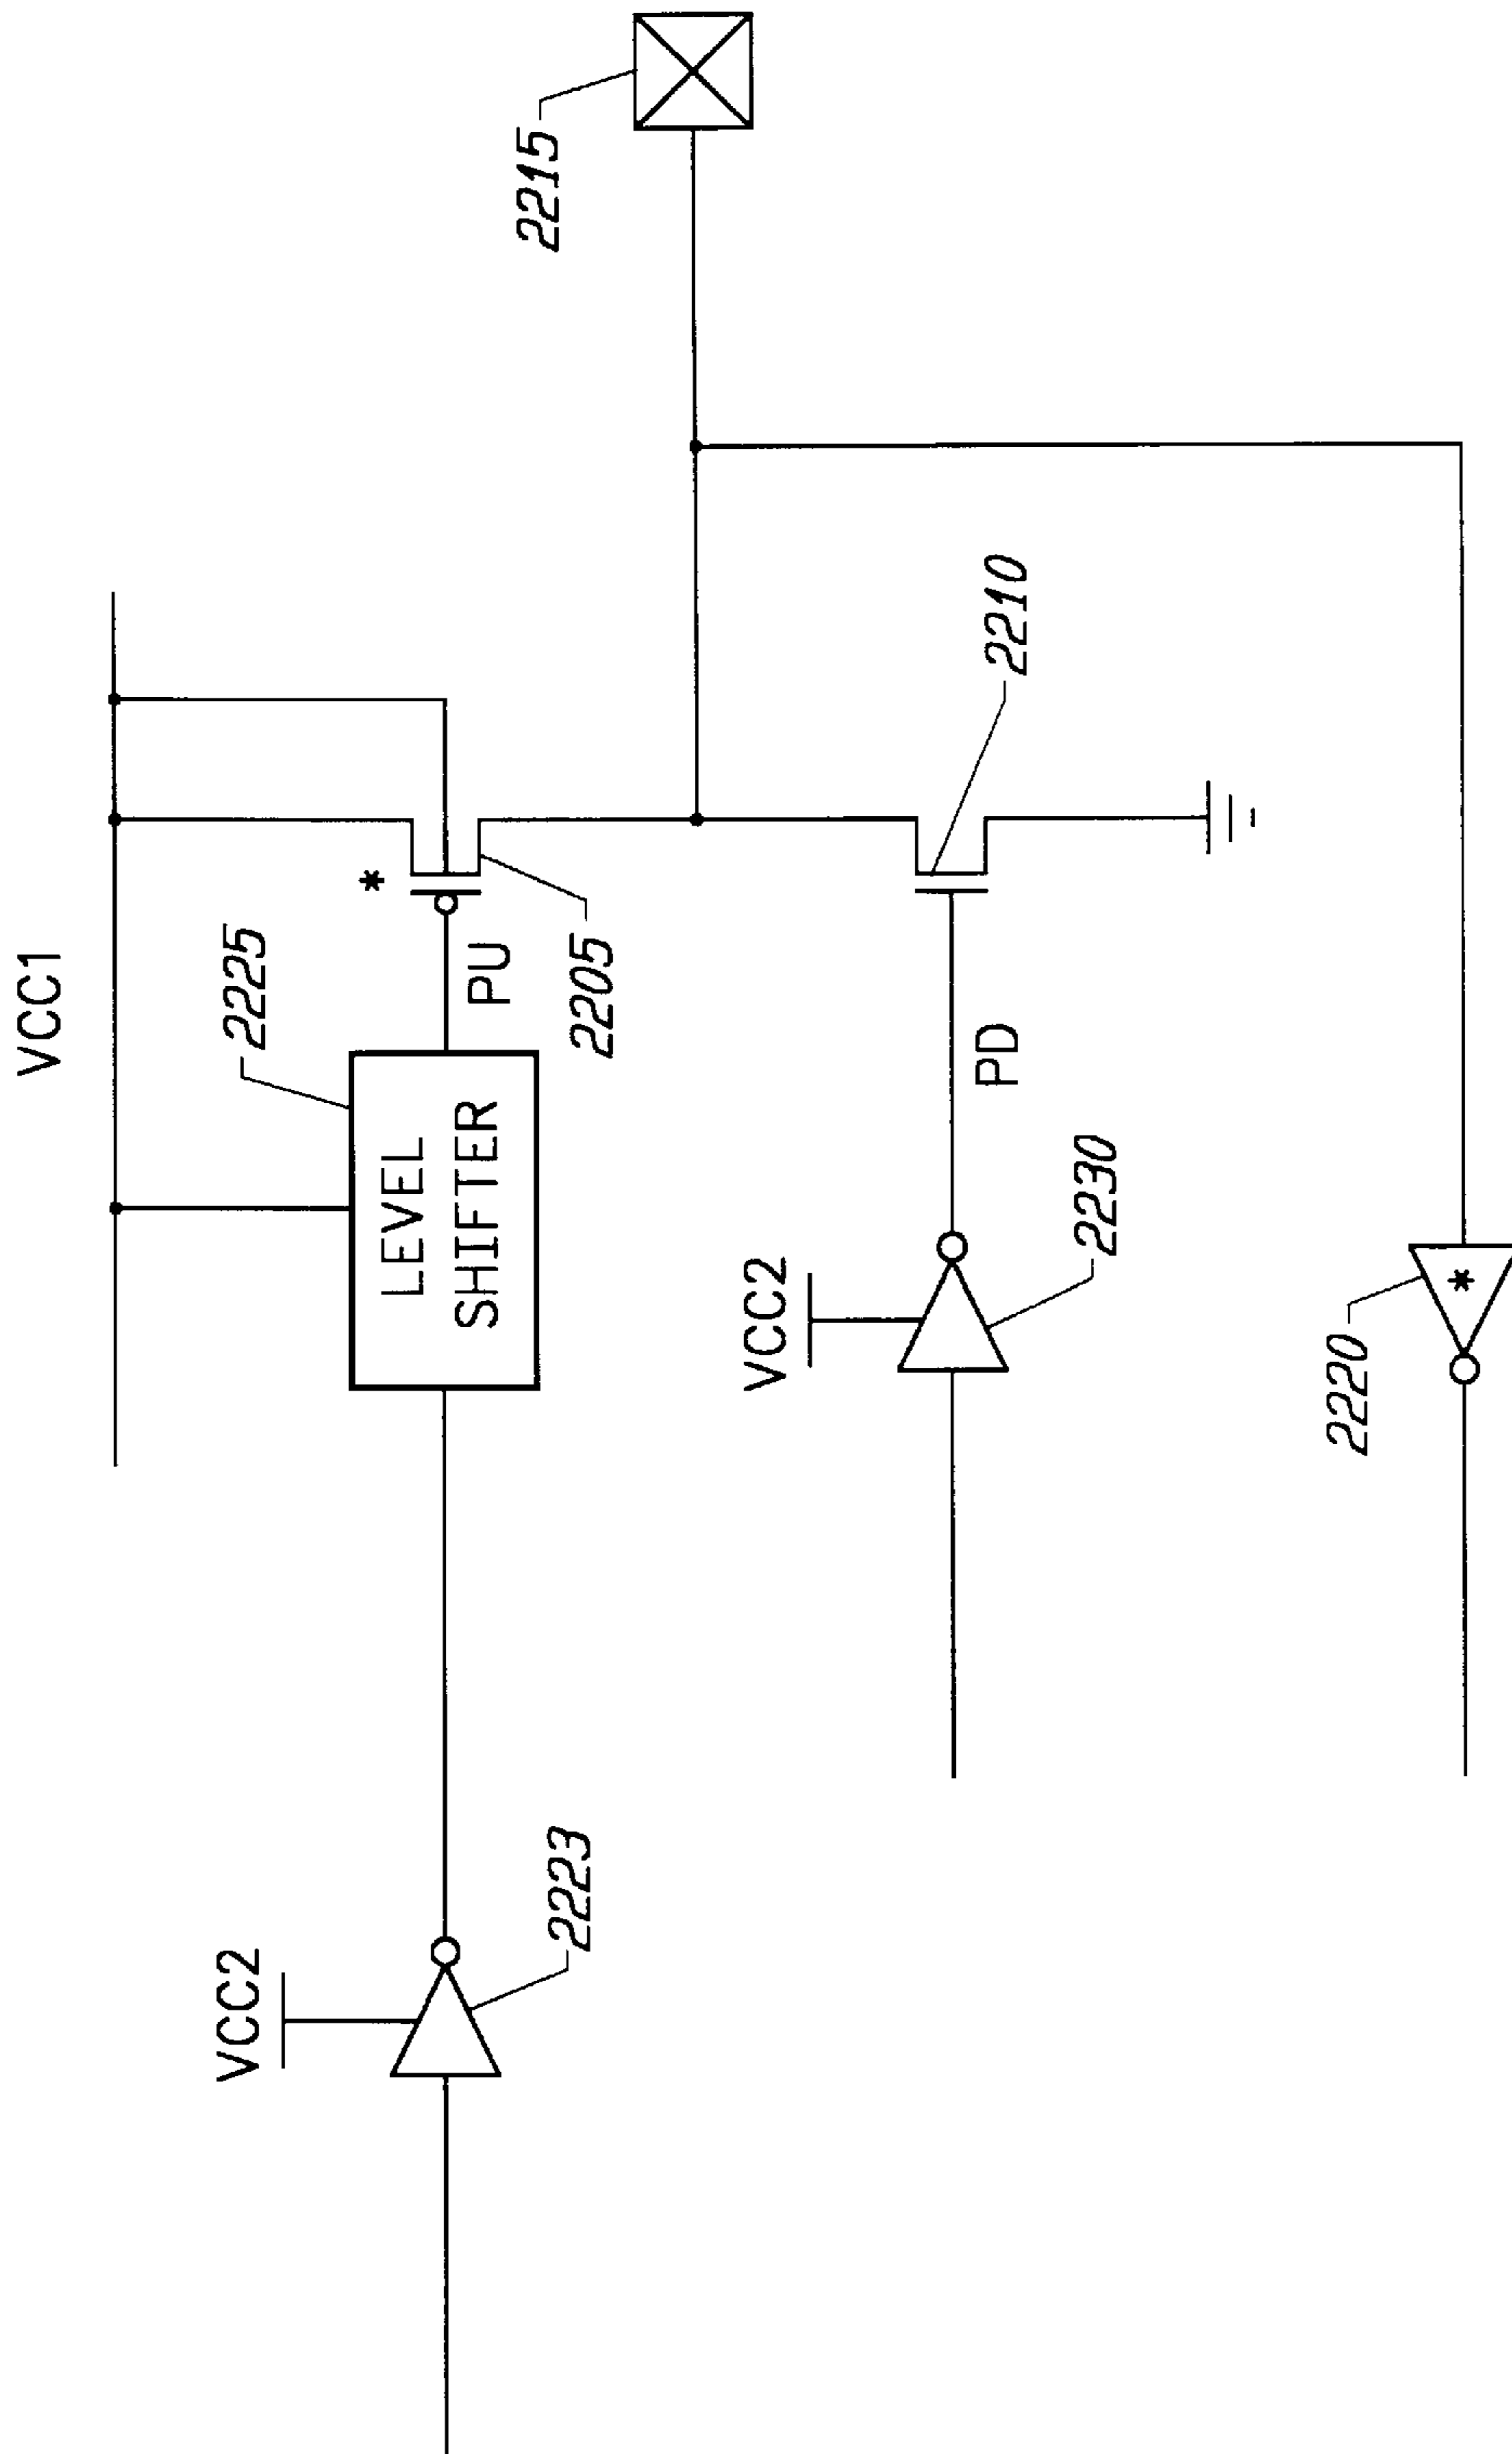 VCC1
2225
LEVEL
SHIFTER
PU
2205
VCC2
2223
2215
VCC2
PD
2210
2230
2220
*
*